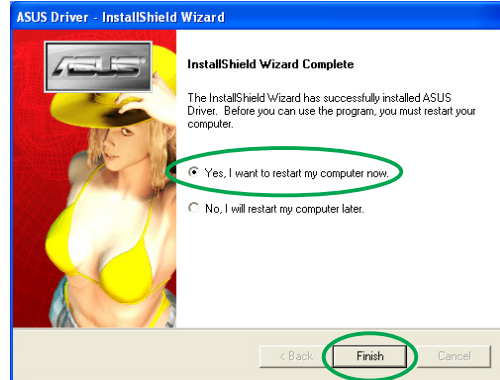 ASUS Driver - InstallShield Wizard
ASUS
InstallShield Wizard Complete
The InstallShield Wizard has successfully installed ASUS
Driver. Before you can use the program, you must restart your
computer.
Yes, I want to restart my computer now.
No, I will restart my computer later.
< Back Finish Cancel